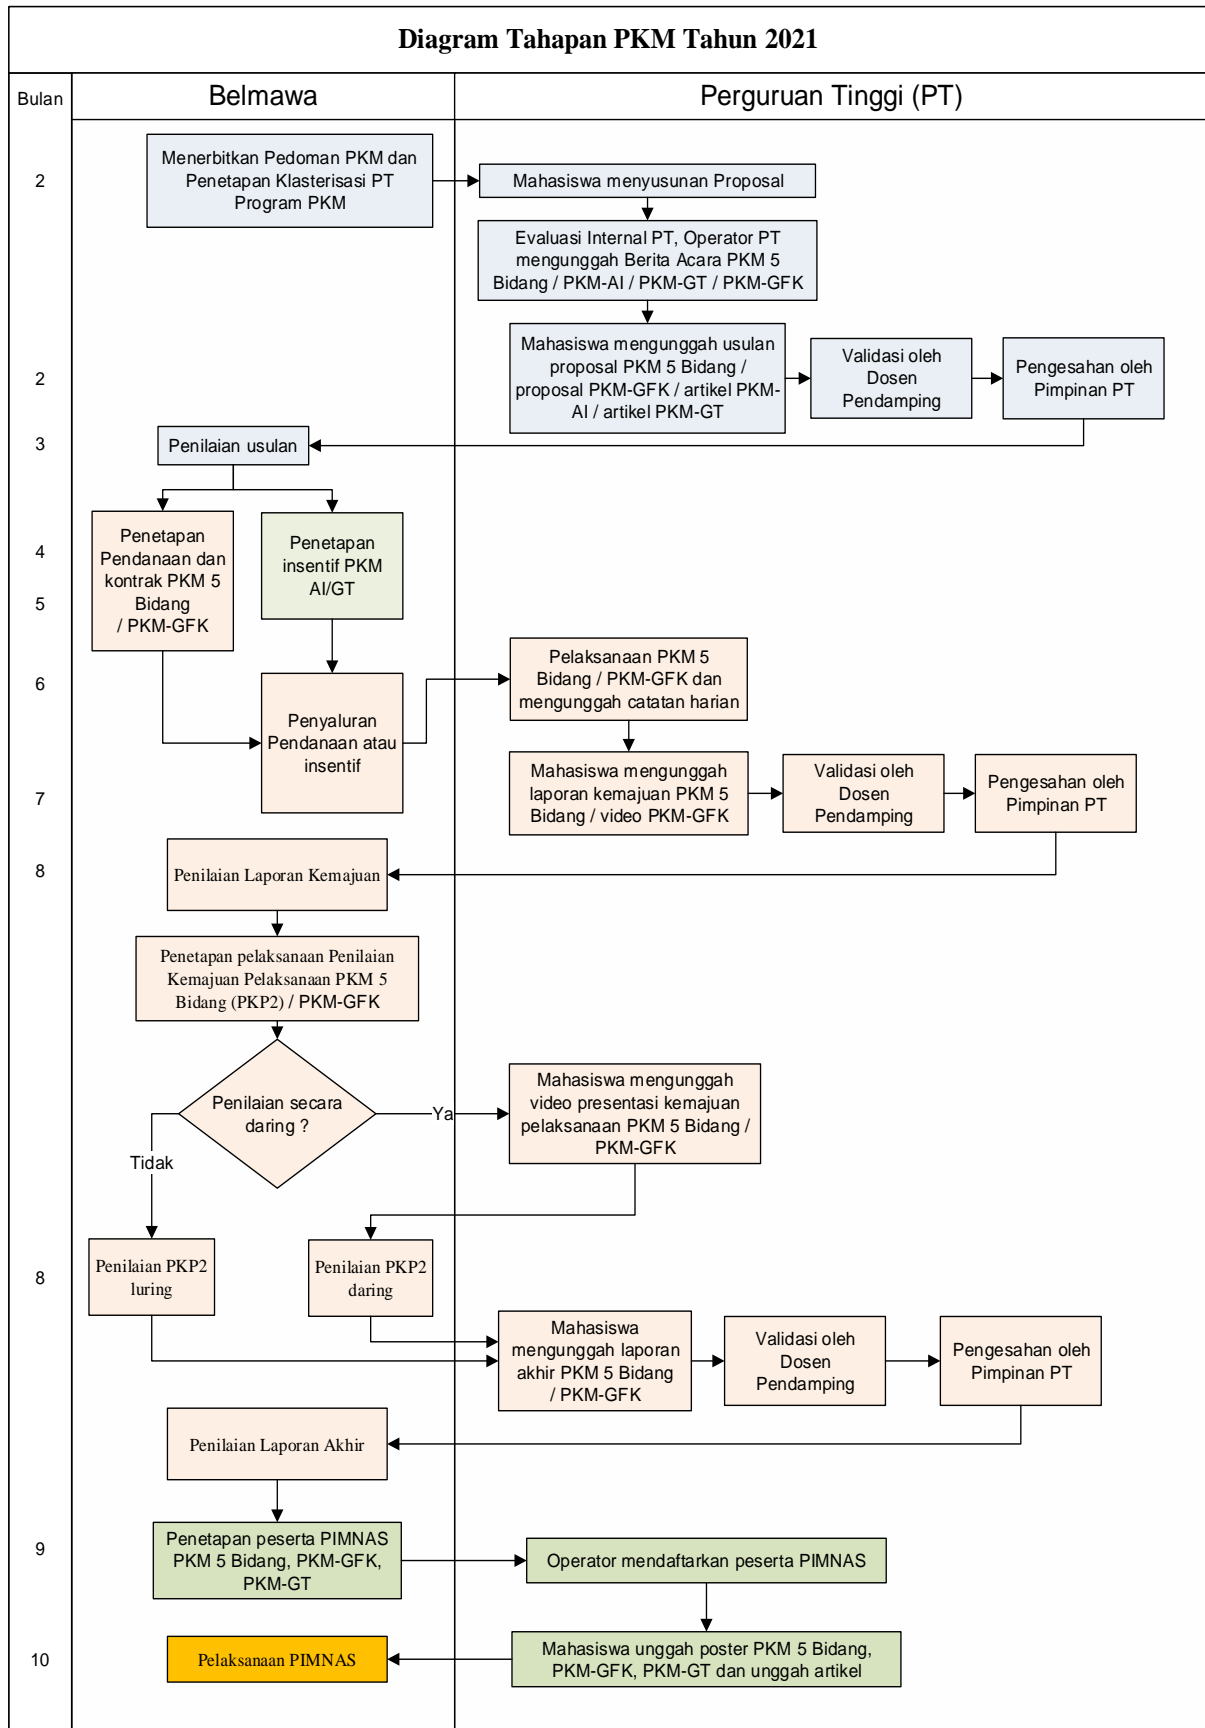 Diagram Tahapan PKM Tahun 2021
Bulan
Belmawa
Perguruan Tinggi (PT)
2
Menerbitkan Pedoman PKM dan
Penetapan Klasterisasi PT
Program PKM
Mahasiswa menyusunan Proposal
Evaluasi Internal PT, Operator PT
mengunggah Berita Acara PKM 5
Bidang / PKM-AI / PKM-GT / PKM-GFK
2
Mahasiswa mengunggah usulan
proposal PKM 5 Bidang /
proposal PKM-GFK / artikel PKM-
AI / artikel PKM-GT
Validasi oleh
Dosen
Pendamping
Pengesahan oleh
Pimpinan PT
3
Penilaian usulan
4
5
Penetapan
Pendanaan dan
kontrak PKM 5
Bidang
/ PKM-GFK
Penetapan
insentif PKM
AI/GT
6
Penyaluran
Pendanaan atau
insentif
Pelaksanaan PKM 5
Bidang / PKM-GFK dan
mengunggah catatan harian
7
Mahasiswa mengunggah
laporan kemajuan PKM 5
Bidang / video PKM-GFK
Validasi oleh
Dosen
Pendamping
Pengesahan oleh
Pimpinan PT
8
Penilaian Laporan Kemajuan
Penetapan pelaksanaan Penilaian
Kemajuan Pelaksanaan PKM 5
Bidang (PKP2) / PKM-GFK
Penilaian secara
daring ?
Ya
Tidak
Mahasiswa mengunggah
video presentasi kemajuan
pelaksanaan PKM 5 Bidang /
PKM-GFK
8
Penilaian PKP2
luring
Penilaian PKP2
daring
Mahasiswa
mengunggah laporan
akhir PKM 5 Bidang
/ PKM-GFK
Validasi oleh
Dosen
Pendamping
Pengesahan oleh
Pimpinan PT
Penilaian Laporan Akhir
9
Penetapan peserta PIMNAS
PKM 5 Bidang, PKM-GFK,
PKM-GT
Operator mendaftarkan peserta PIMNAS
10
Pelaksanaan PIMNAS
Mahasiswa unggah poster PKM 5 Bidang,
PKM-GFK, PKM-GT dan unggah artikel